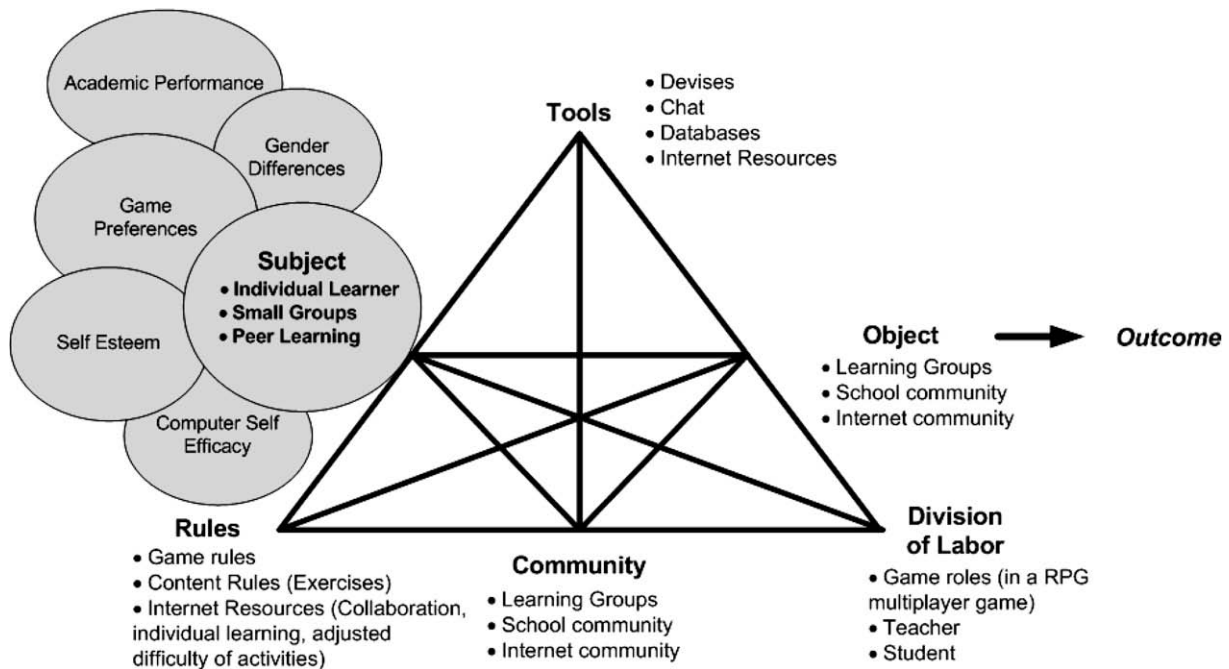 Academic Performance
Gender
Differences
Game
Preferences
Subject
• Individual Learner
• Small Groups
• Peer Learning
Self Esteem
Computer Self
Efficacy
Tools
• Devises
• Chat
• Databases
• Internet Resources
Object
• Learning Groups
• School community
• Internet community
Outcome
Rules
• Game rules
• Content Rules (Exercises)
• Internet Resources (Collaboration,
individual learning, adjusted
difficulty of activities)
Community
• Learning Groups
• School community
• Internet community
Division
of Labor
• Game roles (in a RPG
multiplayer game)
• Teacher
• Student